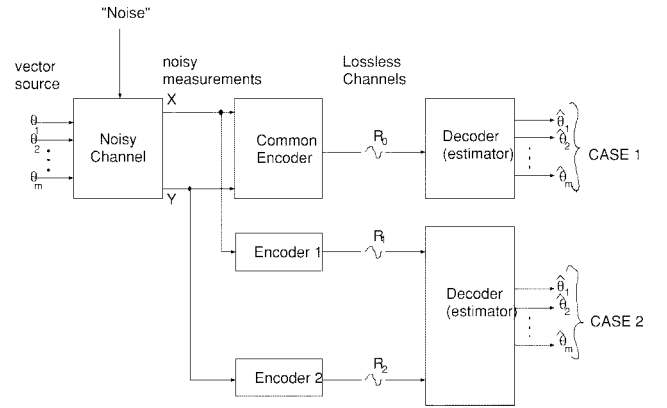 "Noise"
vector
source
noisy
measurements
Lossless
Channels
X
Y
θ1
θ2
θm
Noisy
Channel
Common
Encoder
R0
Decoder
(estimator)
θ̂1
θ̂2
θ̂m
CASE 1
Encoder 1
R1
Encoder 2
R2
Decoder
(estimator)
θ̂1
θ̂2
θ̂m
CASE 2